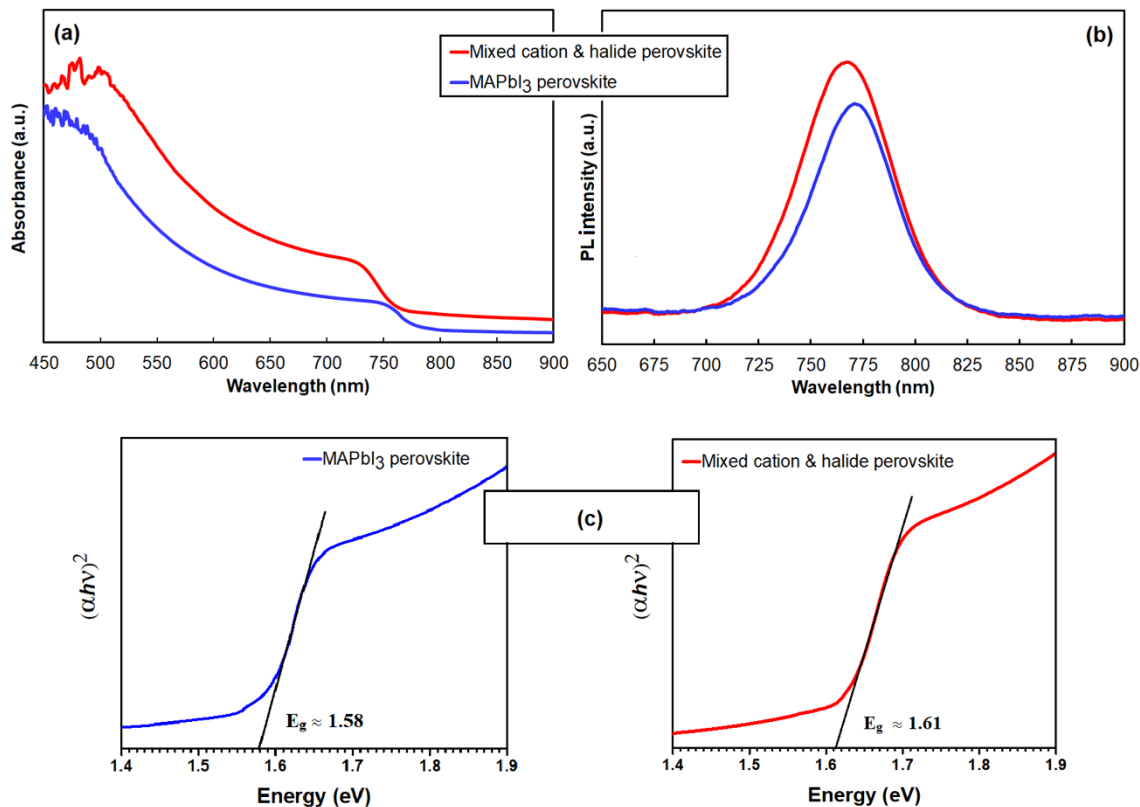 (a)
Mixed cation & halide perovskite
MAPbI₃ perovskite
(b)
Absorbance (a.u.)
450 500 550 600 650 700 750 800 850 900
Wavelength (nm)
PL intensity (a.u.)
650 675 700 725 750 775 800 825 850 875 900
Wavelength (nm)
MAPbI₃ perovskite
(αhν)²
E_g ≈ 1.58
1.4 1.5 1.6 1.7 1.8 1.9
Energy (eV)
(c)
Mixed cation & halide perovskite
(αhν)²
E_g ≈ 1.61
1.4 1.5 1.6 1.7 1.8 1.9
Energy (eV)